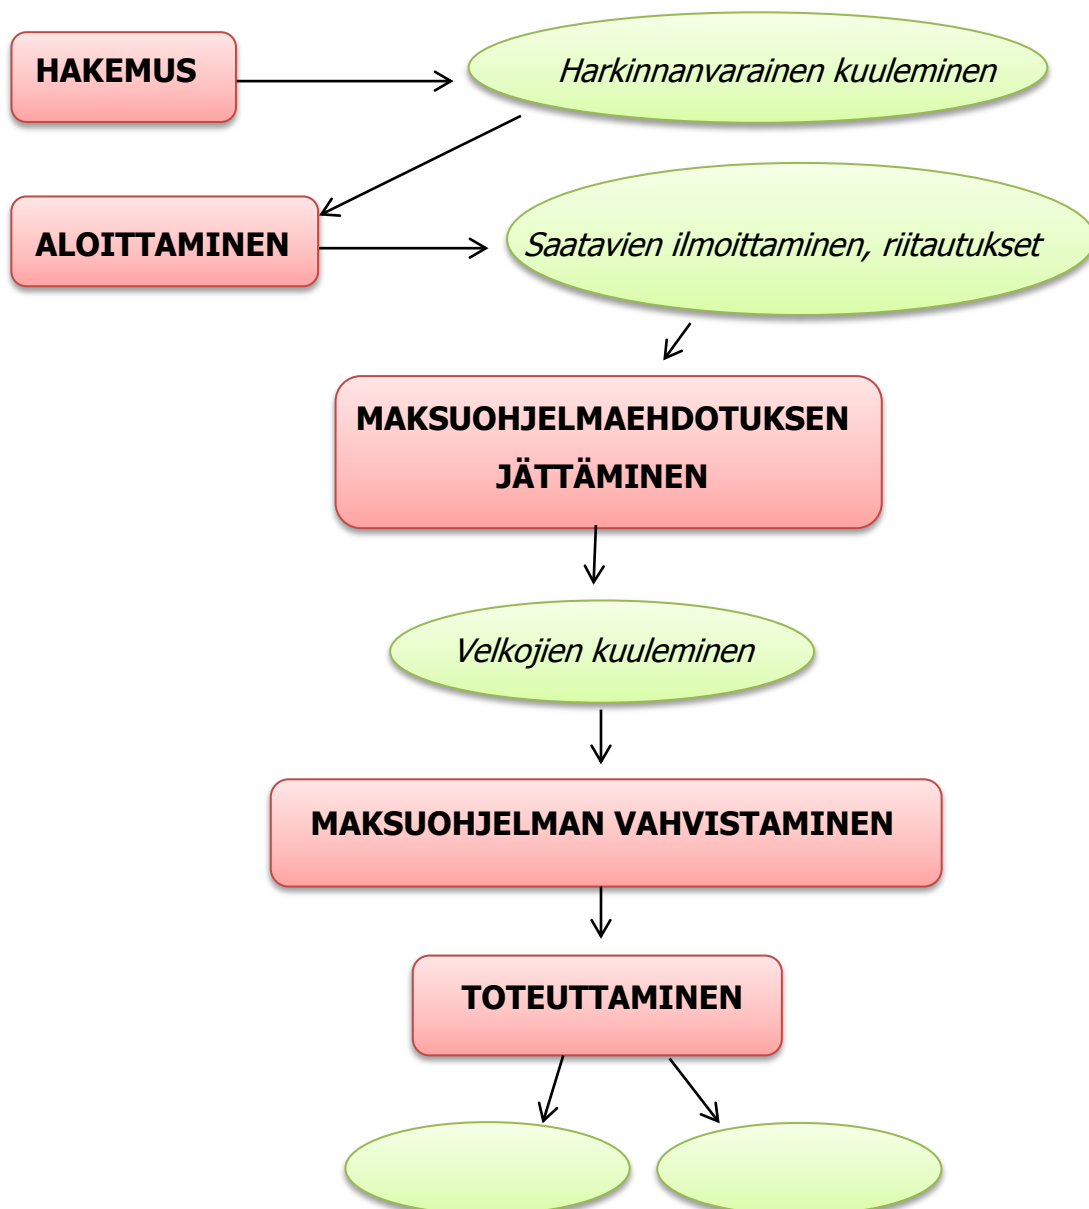 HAKEMUS
Harkinnanvarainen kuuleminen
ALOITTAMINEN
Saatavien ilmoittaminen, riitautukset
MAKSUOHJELMAEHDOTUKSEN
JÄTTÄMINEN
Velkojien kuuleminen
MAKSUOHJELMAN VAHVISTAMINEN
TOTEUTTAMINEN